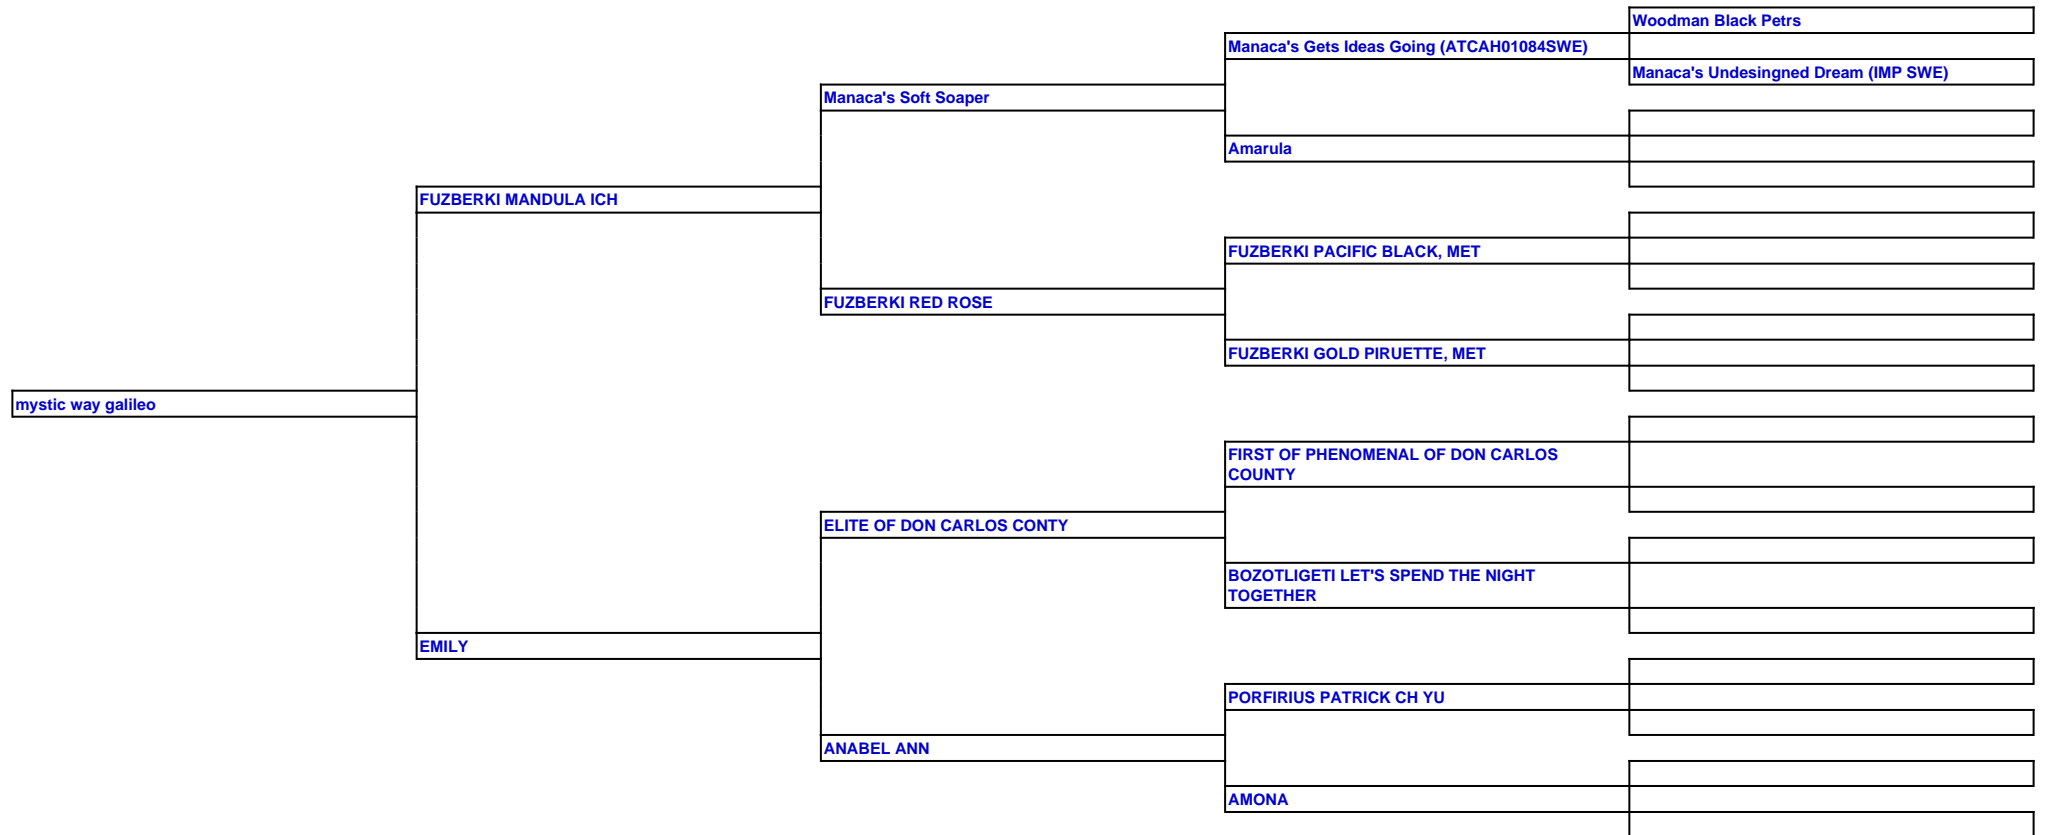 Woodman Black Petrs
Manaca's Gets Ideas Going (ATCAH01084SWE)
Manaca's Undesingned Dream (IMP SWE)
Manaca's Soft Soaper
Amarula
FUZBERKI MANDULA ICH
FUZBERKI PACIFIC BLACK, MET
FUZBERKI RED ROSE
FUZBERKI GOLD PIRUETTE, MET
mystic way galileo
FIRST OF PHENOMENAL OF DON CARLOS
COUNTY
ELITE OF DON CARLOS CONTY
BOZOTLIGETI LET'S SPEND THE NIGHT
TOGETHER
EMILY
PORFIRIUS PATRICK CH YU
ANABEL ANN
AMONA